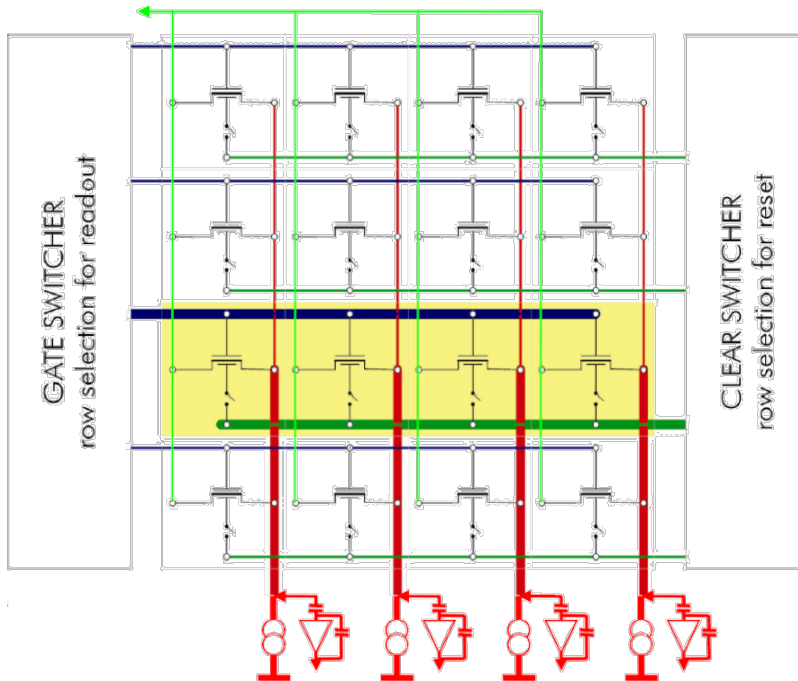 GATE SWITCHER
row selection for readout
CLEAR SWITCHER
row selection for reset